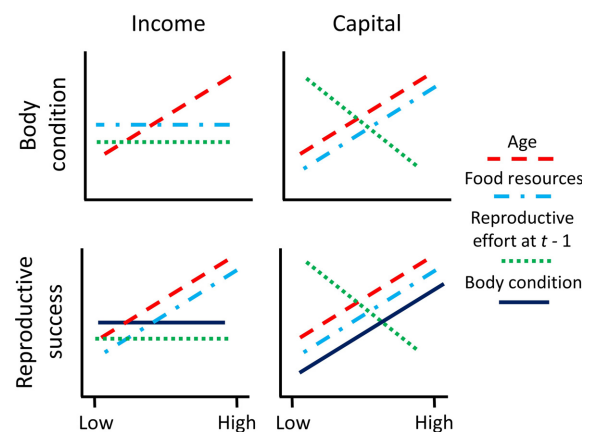 Income
Capital
Body
condition
Reproductive
success
Low
High
Low
High
Age
Food resources
Reproductive
effort at t - 1
Body condition